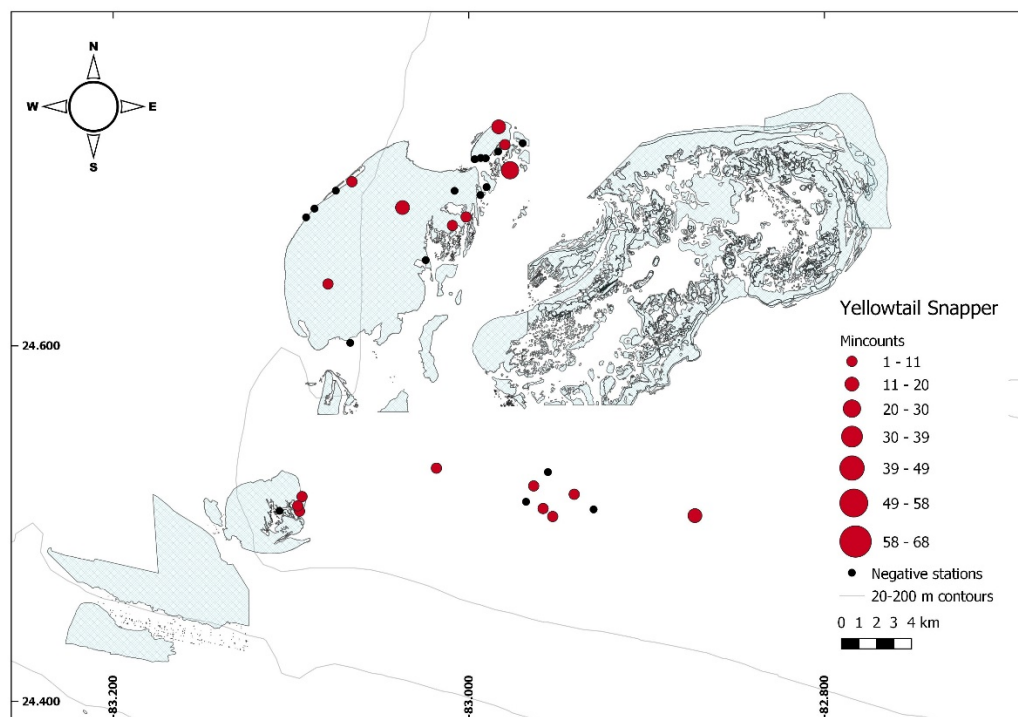 N
W E
S
24.600
Yellowtail Snapper
Mincounts
1 - 11
11 - 20
20 - 30
30 - 39
39 - 49
49 - 58
58 - 68
Negative stations
20-200 m contours
0 1 2 3 4 km
24.400
-83.200
-83.000
-82.800